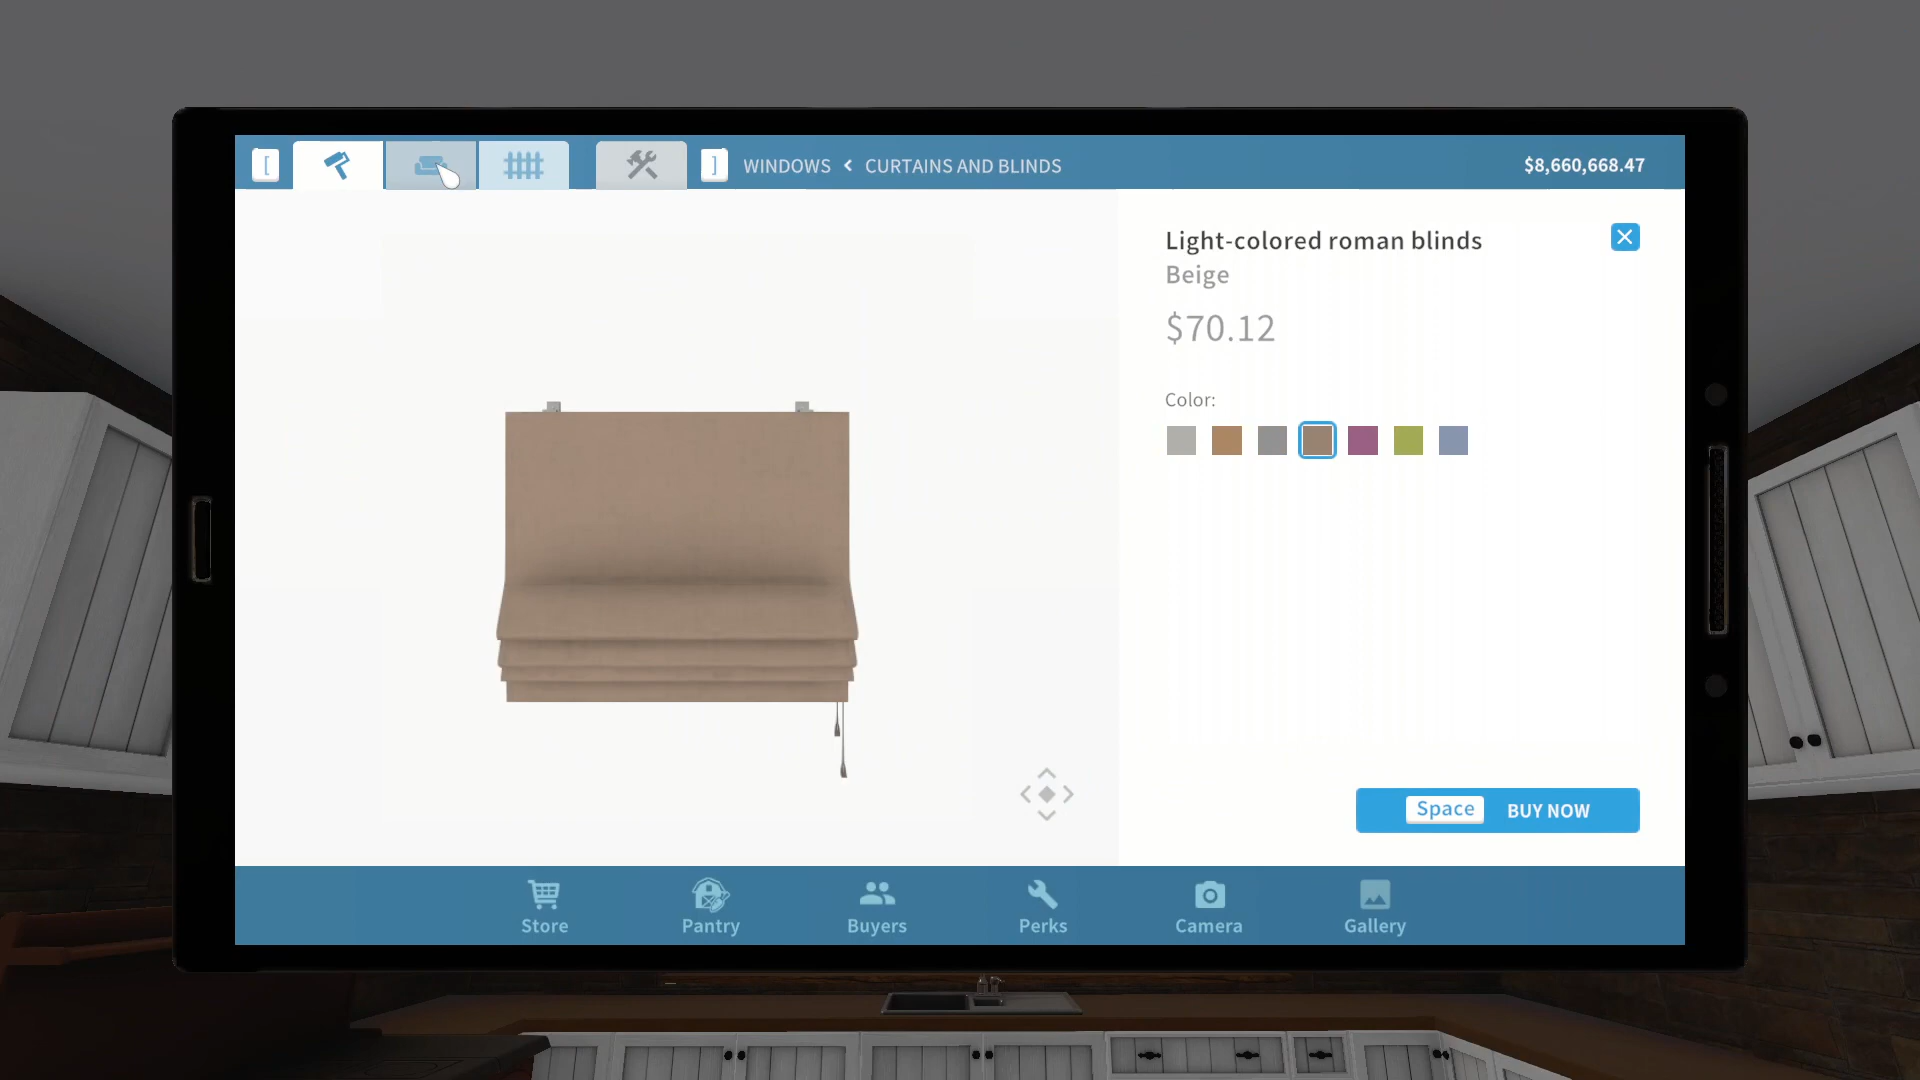 [
]
WINDOWS < CURTAINS AND BLINDS
$8,660,668.47
Light-colored roman blinds
Beige
$70.12
Color:
Space BUY NOW
Store
Pantry
Buyers
Perks
Camera
Gallery